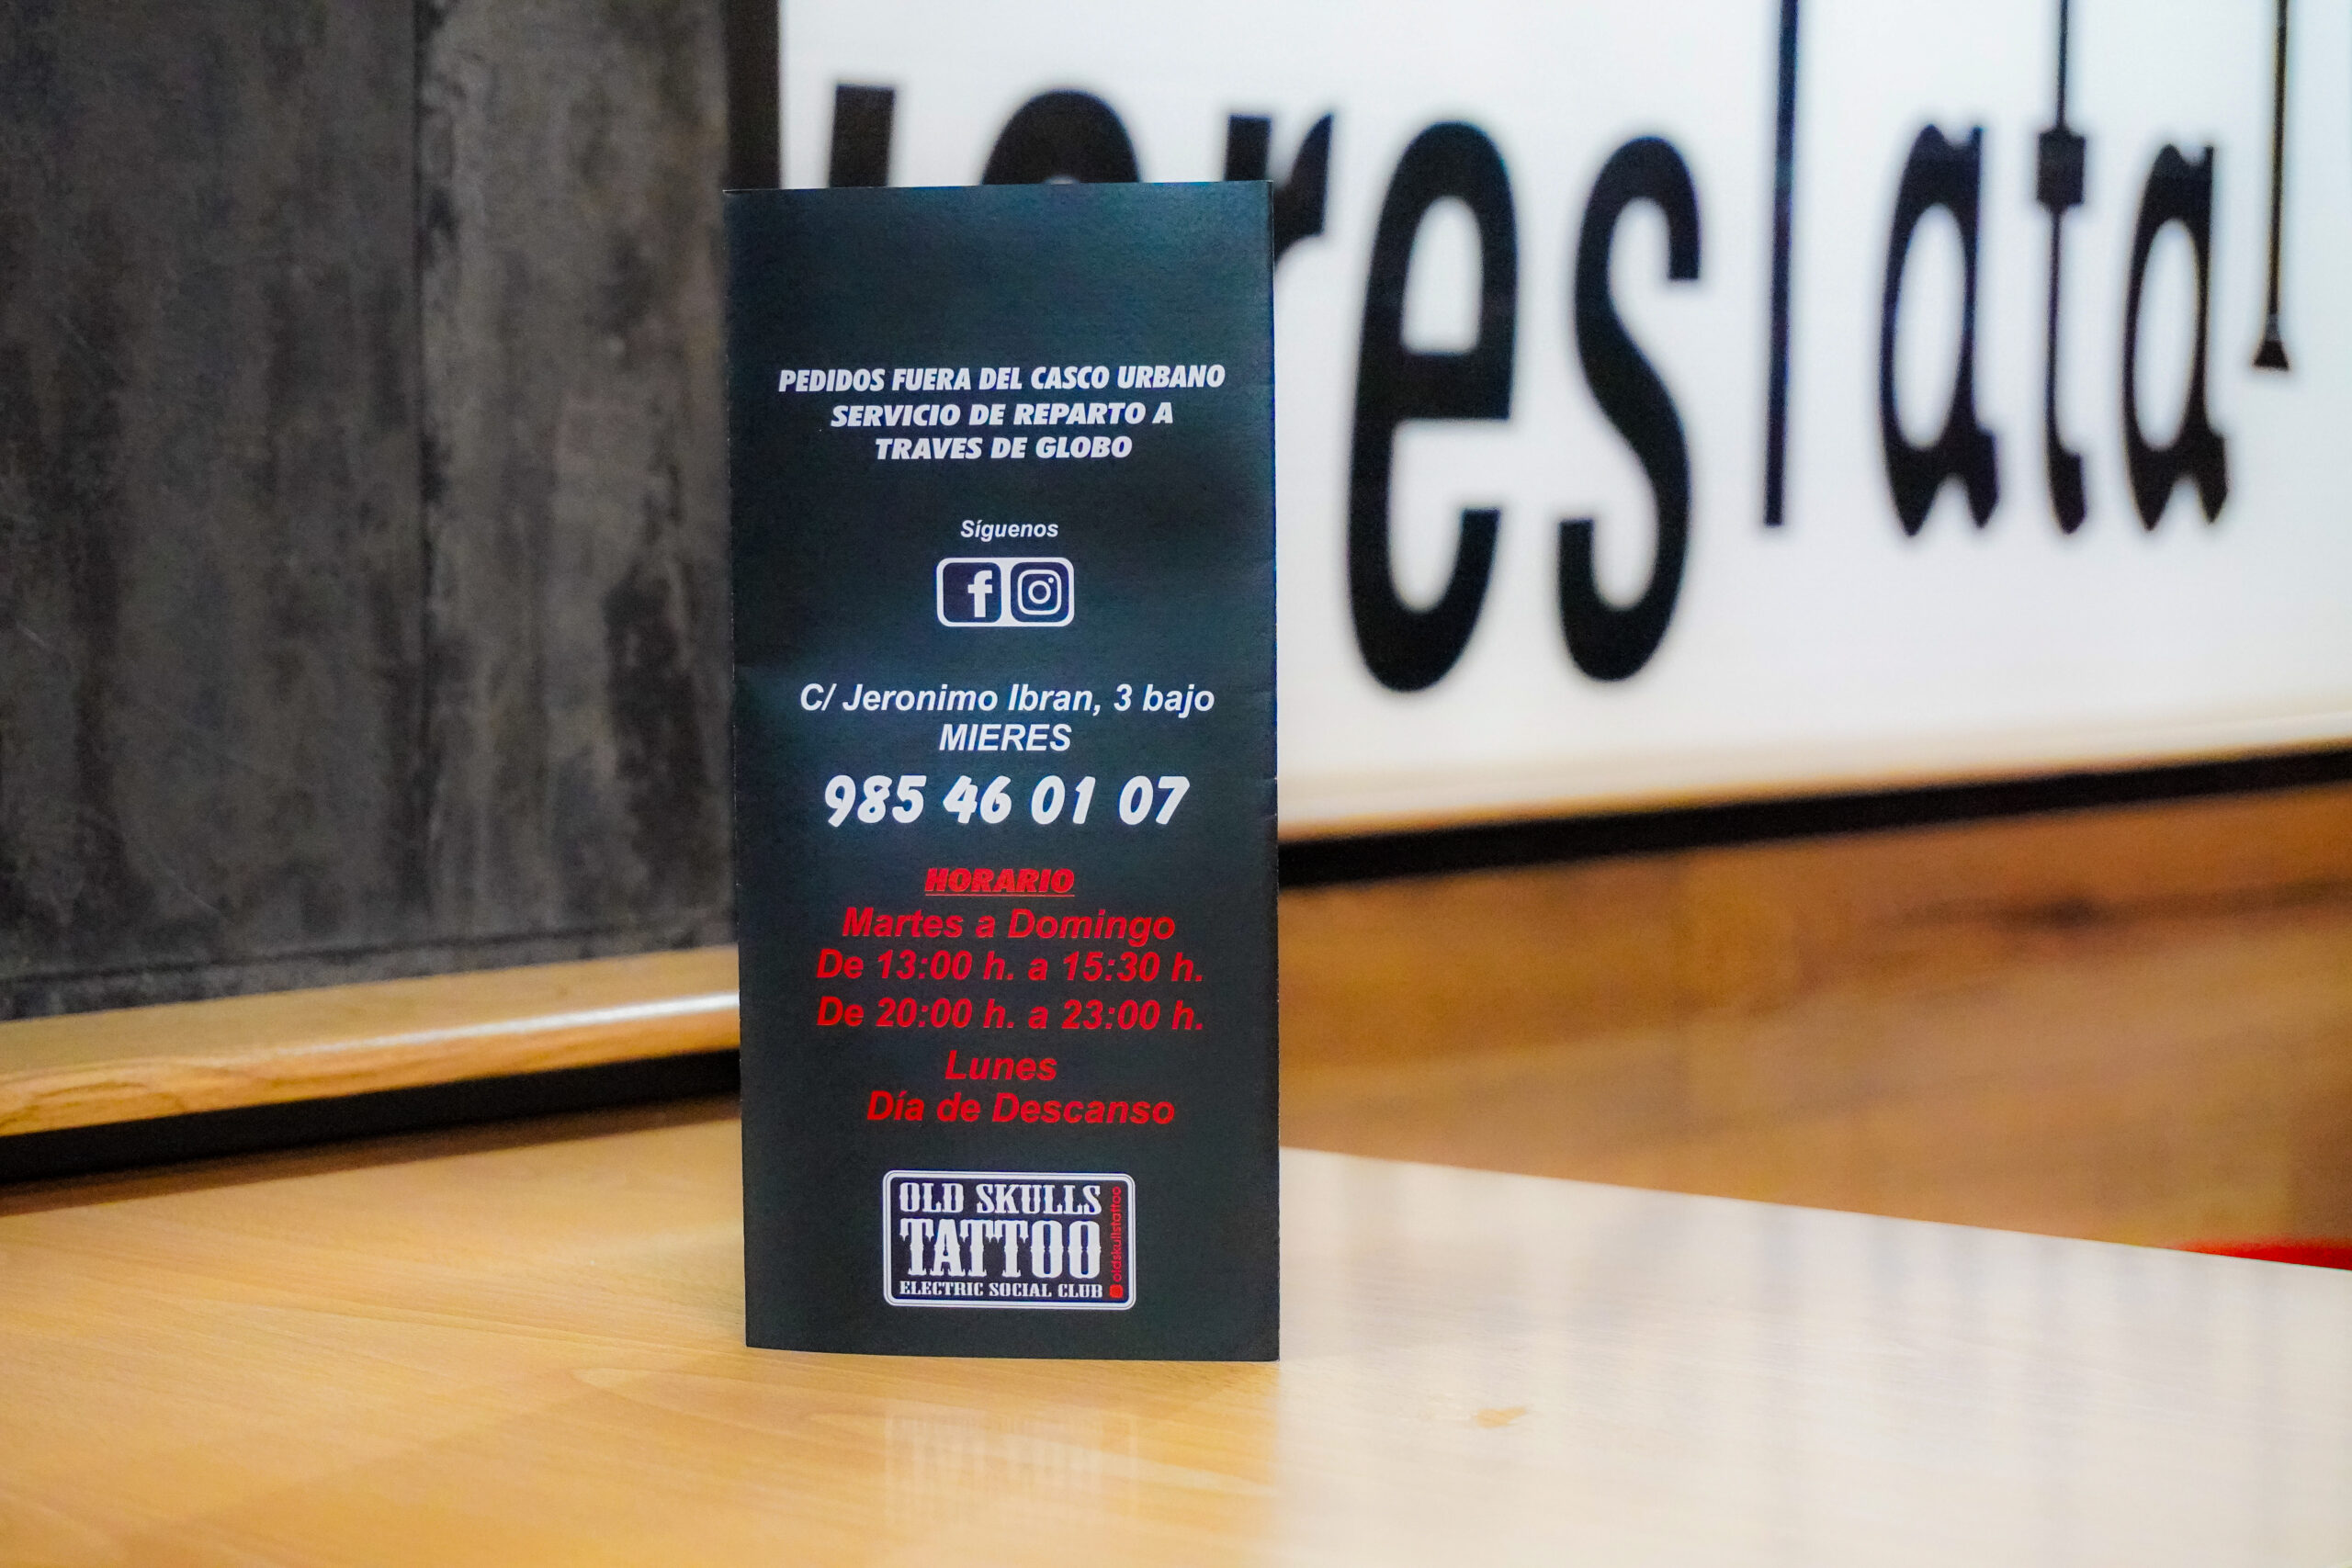 PEDIDOS FUERA DEL CASCO URBANO
SERVICIO DE REPARTO A
TRAVES DE GLOBO
Síguenos
C/ Jeronimo Ibran, 3 bajo
MIERES
985 46 01 07
HORARIO
Martes a Domingo
De 13:00 h. a 15:30 h.
De 20:00 h. a 23:00 h.
Lunes
Día de Descanso
OLD SKULLS
TATTOO
ELECTRIC SOCIAL CLUB
oldskullstattoo